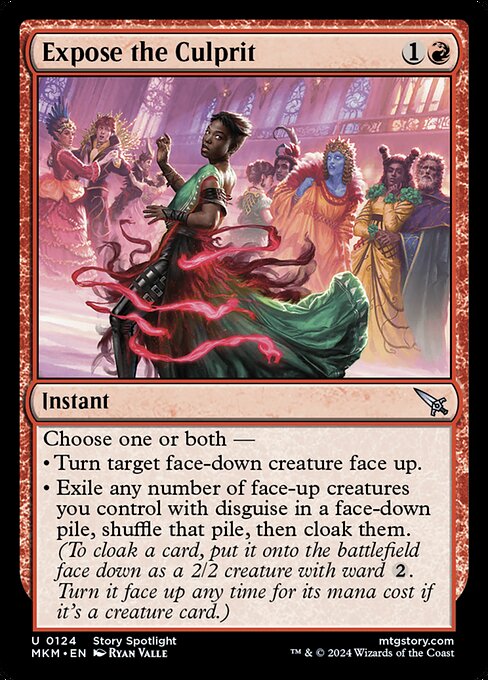 Expose the Culprit 1
Instant
Choose one or both —
• Turn target face-down creature face up.
• Exile any number of face-up creatures
you control with disguise in a face-down
pile, shuffle that pile, then cloak them.
(To cloak a card, put it onto the battlefield
face down as a 2/2 creature with ward 2.
Turn it face up any time for its mana cost if
it's a creature card.)
U 0124 Story Spotlight mtgstory.com
MKM • EN Ryan Valle ™ & © 2024 Wizards of the Coast